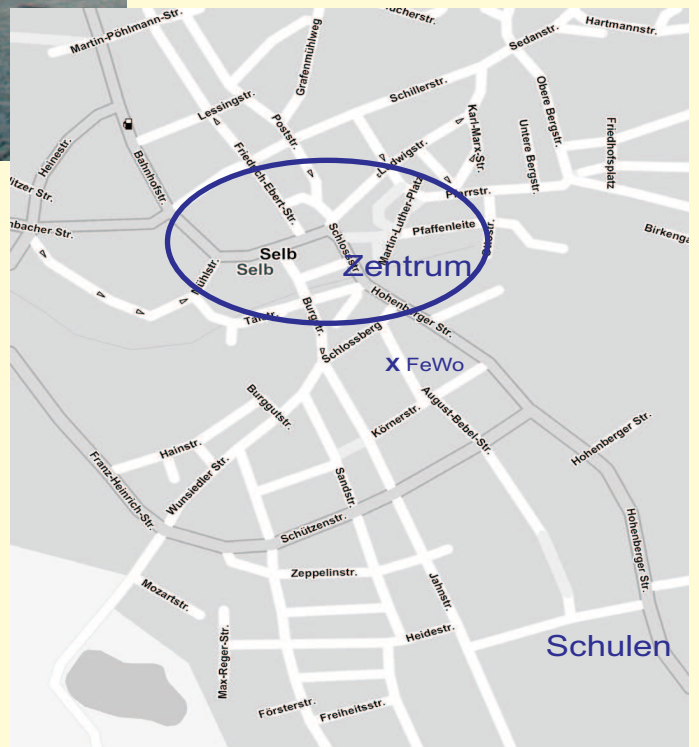 Hartmannstr.
Sedanstr.
Martin-Pöhlmann-Str.
Grafenmühlweg
Schillerstr.
Obere Bergstr.
Lessingstr.
Poststr.
Karl-Marx-Str.
Untere Bergstr.
Friedhofsplatz
Heinestr.
Bahnhofstr.
Friedrich-Ebert-Str.
Ludwigstr.
Pfarrstr.
Martin-Luther-Platz
Pfaffenleite
Schlossstr.
Selb
Selb
Zentrum
Mühlstr.
Talstr.
Burgstr.
Hohenberger Str.
Schlossberg
X FeWo
Burggutstr.
Körnerstr.
August-Bebel-Str.
Hainstr.
Hohenberger Str.
Franz-Heinrich-Str.
Wunsiedler Str.
Sandstr.
Schützenstr.
Hohenberger Str.
Zeppelinstr.
Mozartstr.
Jahnstr.
Heidestr.
Schulen
Max-Reger-Str.
Försterstr.
Freiheitsstr.